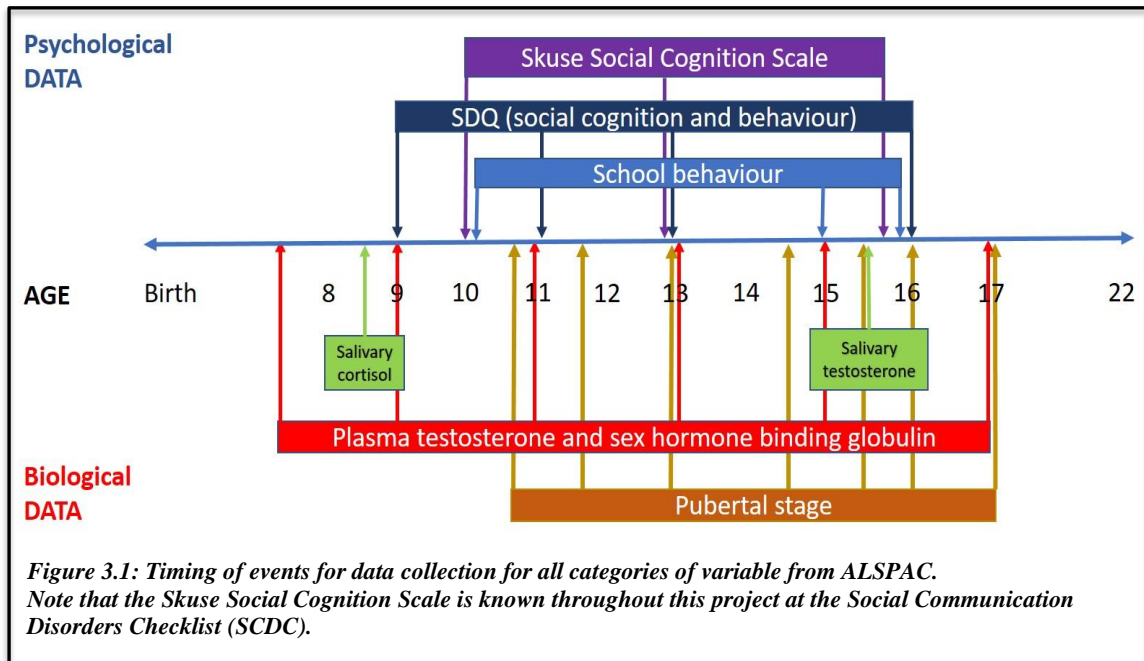 Psychological
DATA
Skuse Social Cognition Scale
SDQ (social cognition and behaviour)
School behaviour
AGE
Birth
8
9
10
11
12
13
14
15
16
17
22
Salivary
cortisol
Salivary
testosterone
Plasma testosterone and sex hormone binding globulin
Biological
DATA
Pubertal stage
Figure 3.1: Timing of events for data collection for all categories of variable from ALSPAC.
Note that the Skuse Social Cognition Scale is known throughout this project at the Social Communication
Disorders Checklist (SCDC).